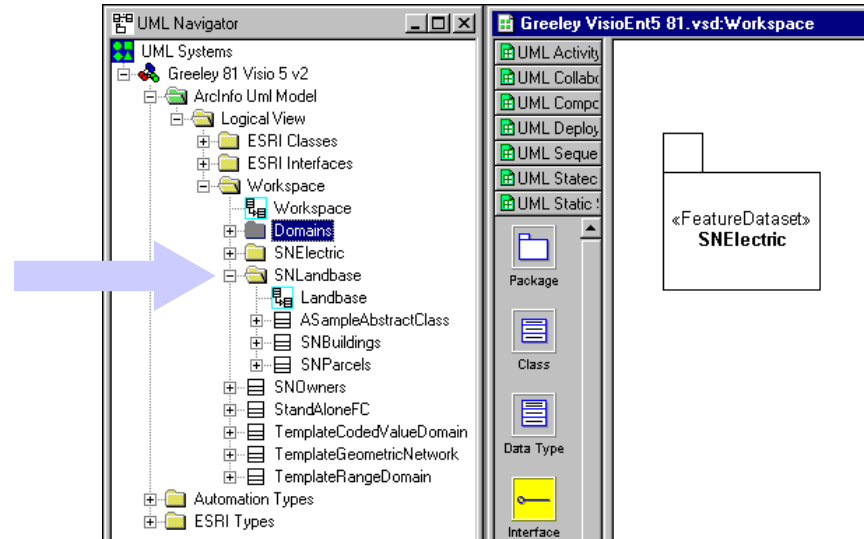 UML Navigator
UML Systems
Greeley 81 Visio 5 v2
ArcInfo Uml Model
Logical View
ESRI Classes
ESRI Interfaces
Workspace
Workspace
Domains
SNElectric
SNLandbase
Landbase
ASampleAbstractClass
SNBuildings
SNParcels
SNOwners
StandAloneFC
TemplateCodedValueDomain
TemplateGeometricNetwork
TemplateRangeDomain
Automation Types
ESRI Types
Greeley VisioEnt5 81.vsd:Workspace
UML Activity
UML Collabo
UML Compo
UML Deploy
UML Seque
UML Statec
UML Static
Package
Class
Data Type
Interface
«FeatureDataset»
SNElectric